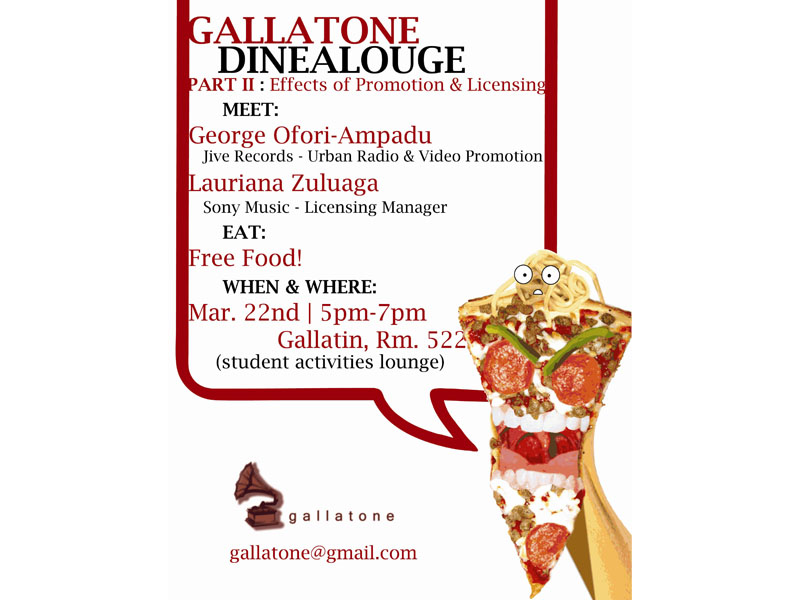 GALLATONE
DINEALOUGE
PART II : Effects of Promotion & Licensing
MEET:
George Ofori-Ampadu
Jive Records - Urban Radio & Video Promotion
Lauriana Zuluaga
Sony Music - Licensing Manager
EAT:
Free Food!
WHEN & WHERE:
Mar. 22nd | 5pm-7pm
Gallatin, Rm. 522
(student activities lounge)
gallatone
gallatone@gmail.com